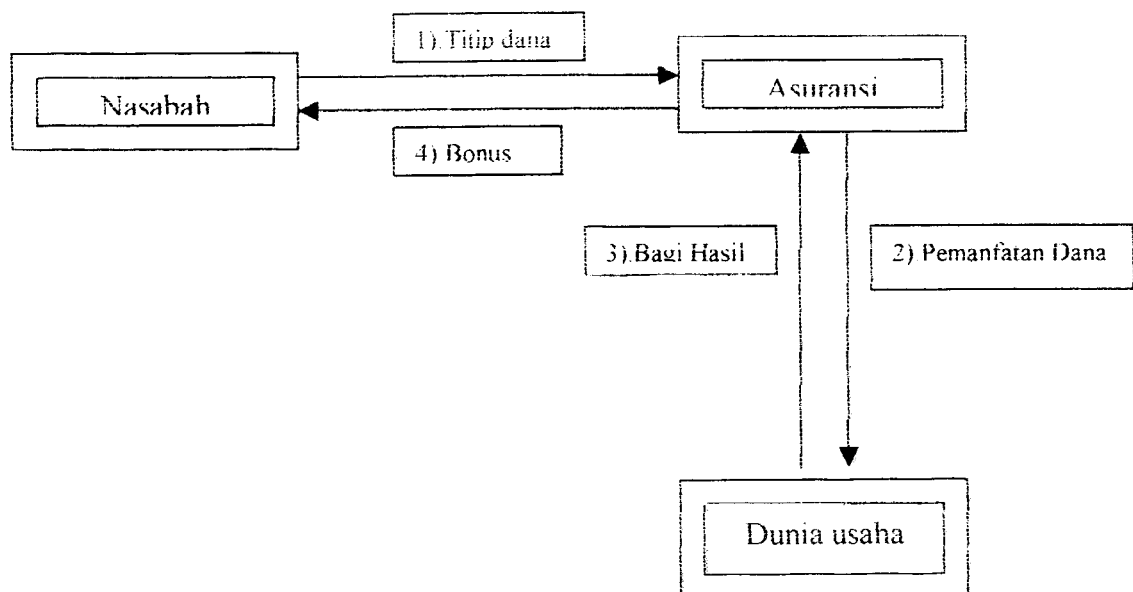 1).Titip dana
Nasabah
Asuransi
4) Bonus
3).Bagi Hasil
2).Pemanfatan Dana
Dunia usaha